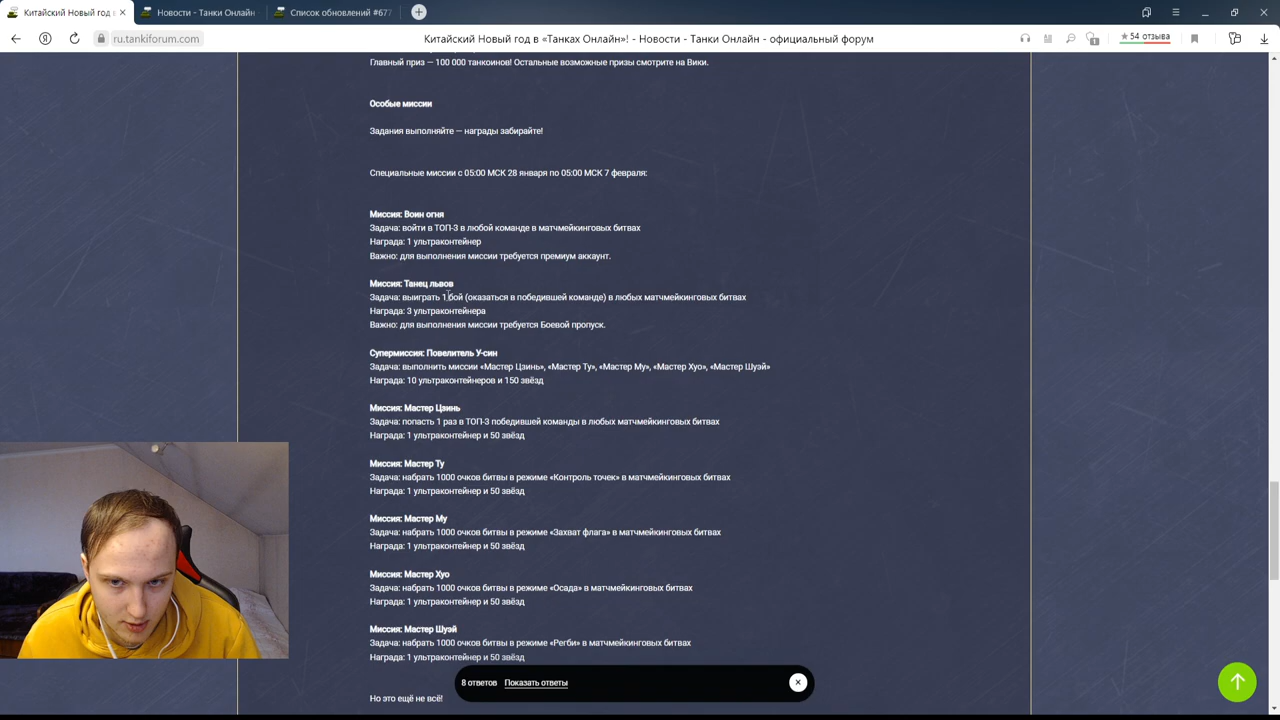 Китайский Новый год в
Новости - Танки Онлайн
Список обновлений #677
ru.tankiforum.com
Китайский Новый год в «Танках Онлайн»! - Новости - Танки Онлайн - официальный форум
★ 54 отзыва
Главный приз — 100 000 танкоинов! Остальные возможные призы смотрите на Вики.
Особые миссии
Задания выполняйте — награды забирайте!
Специальные миссии с 05:00 МСК 28 января по 05:00 МСК 7 февраля:
Миссия: Воин огня
Задача: войти в ТОП-3 в любой команде в матчмейкинговых битвах
Награда: 1 ультраконтейнер
Важно: для выполнения миссии требуется премиум аккаунт.
Миссия: Танец львов
Задача: выиграть 1 бой (оказаться в победившей команде) в любых матчмейкинговых битвах
Награда: 3 ультраконтейнера
Важно: для выполнения миссии требуется Боевой пропуск.
Супермиссия: Повелитель У-син
Задача: выполнить миссии «Мастер Цзинь», «Мастер Ту», «Мастер Му», «Мастер Хуо», «Мастер Шуэй»
Награда: 10 ультраконтейнеров и 150 звёзд
Миссия: Мастер Цзинь
Задача: попасть 1 раз в ТОП-3 победившей команды в любых матчмейкинговых битвах
Награда: 1 ультраконтейнер и 50 звёзд
Миссия: Мастер Ту
Задача: набрать 1000 очков битвы в режиме «Контроль точек» в матчмейкинговых битвах
Награда: 1 ультраконтейнер и 50 звёзд
Миссия: Мастер Му
Задача: набрать 1000 очков битвы в режиме «Захват флага» в матчмейкинговых битвах
Награда: 1 ультраконтейнер и 50 звёзд
Миссия: Мастер Хуо
Задача: набрать 1000 очков битвы в режиме «Осада» в матчмейкинговых битвах
Награда: 1 ультраконтейнер и 50 звёзд
Миссия: Мастер Шуэй
Задача: набрать 1000 очков битвы в режиме «Регби» в матчмейкинговых битвах
Награда: 1 ультраконтейнер и 50 звёзд
8 ответов Показать ответы
Но это ещё не всё!